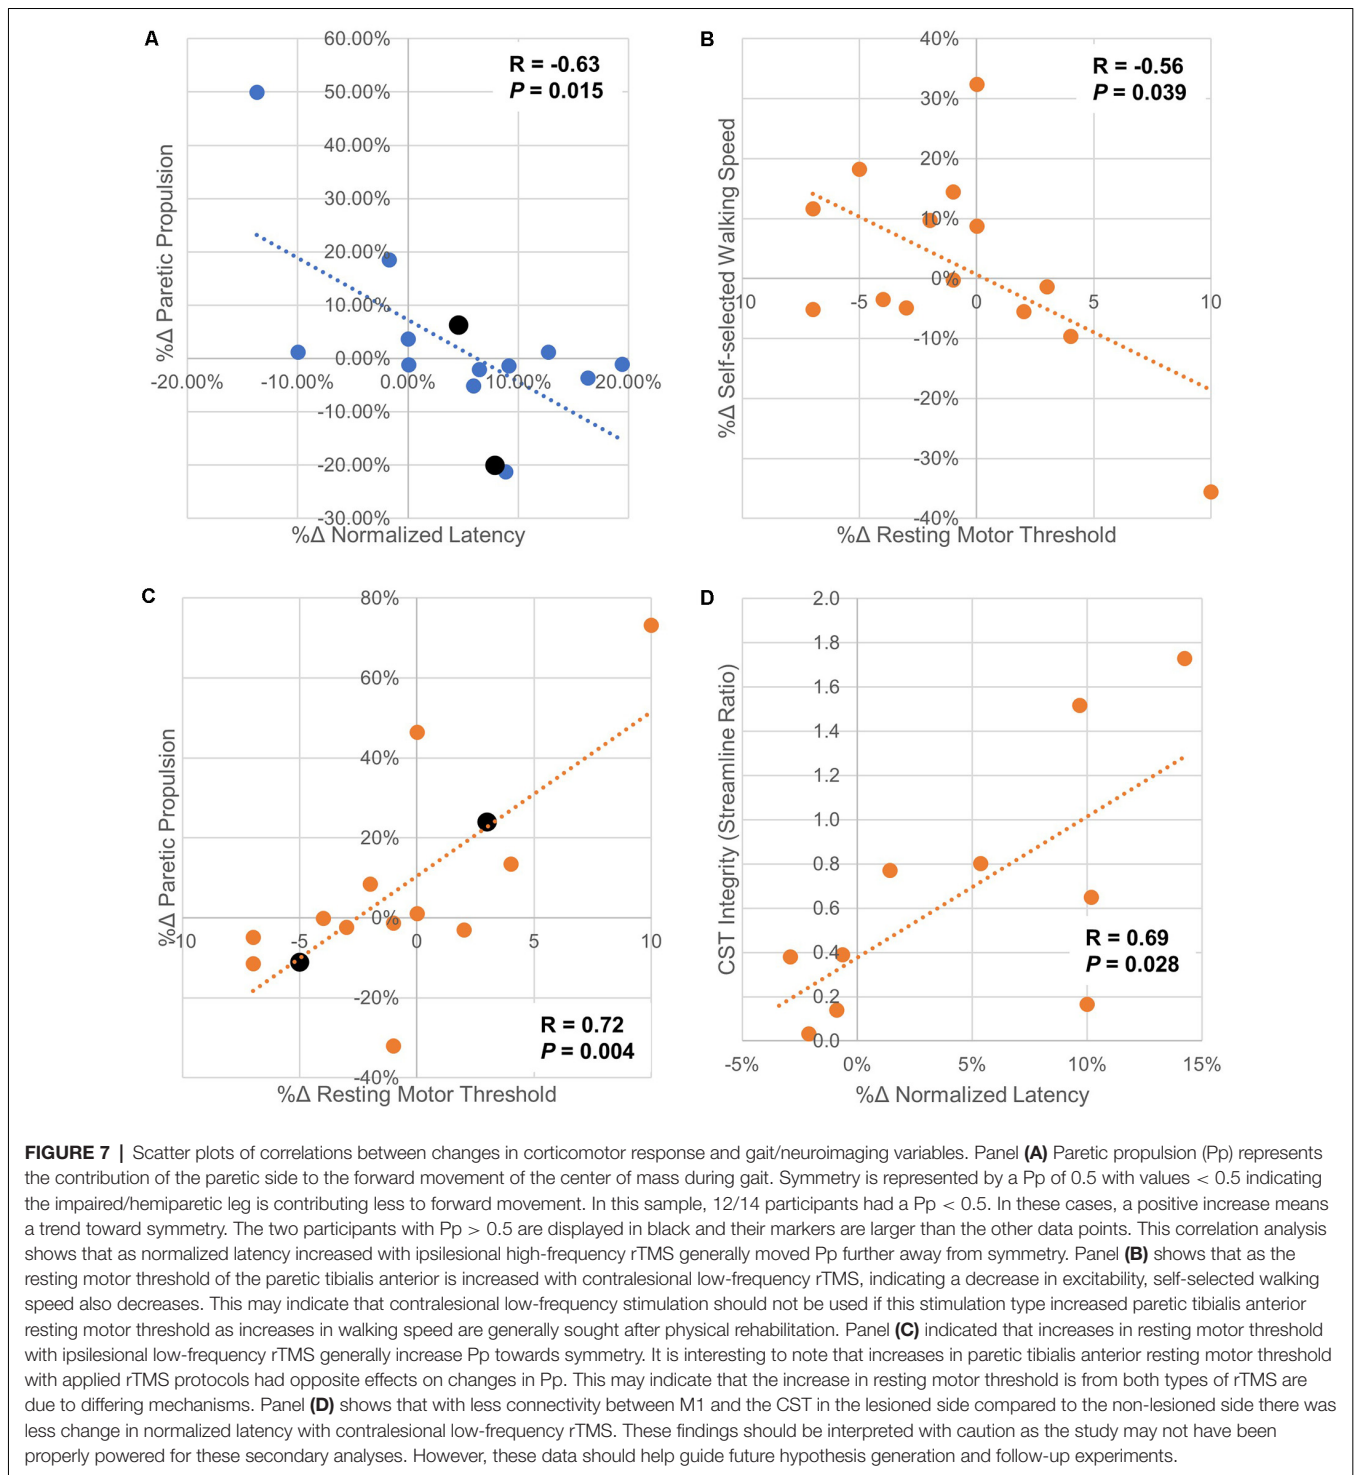 A
60.00%
50.00%
40.00%
30.00%
20.00%
10.00%
0.00%
-10.00%
-20.00%
-30.00%
-20.00%
-10.00%
0.00%
10.00%
20.00%
%Δ Paretic Propulsion
%Δ Normalized Latency
R = -0.63
P = 0.015
B
40%
30%
20%
10%
0%
-10%
-20%
-30%
-40%
10
-5
0
5
10
%Δ Self-selected Walking Speed
%Δ Resting Motor Threshold
R = -0.56
P = 0.039
C
80%
60%
40%
20%
0%
-20%
-40%
-10
-5
0
5
10
%Δ Paretic Propulsion
%Δ Resting Motor Threshold
R = 0.72
P = 0.004
D
2.0
1.8
1.6
1.4
1.2
1.0
0.8
0.6
0.4
0.2
0.0
-5%
0%
5%
10%
15%
CST Integrity (Streamline Ratio)
%Δ Normalized Latency
R = 0.69
P = 0.028
FIGURE 7 | Scatter plots of correlations between changes in corticomotor response and gait/neuroimaging variables. Panel (A) Paretic propulsion (Pp) represents
the contribution of the paretic side to the forward movement of the center of mass during gait. Symmetry is represented by a Pp of 0.5 with values < 0.5 indicating
the impaired/hemiparetic leg is contributing less to forward movement. In this sample, 12/14 participants had a Pp < 0.5. In these cases, a positive increase means
a trend toward symmetry. The two participants with Pp > 0.5 are displayed in black and their markers are larger than the other data points. This correlation analysis
shows that as normalized latency increased with ipsilesional high-frequency rTMS generally moved Pp further away from symmetry. Panel (B) shows that as the
resting motor threshold of the paretic tibialis anterior is increased with contralesional low-frequency rTMS, indicating a decrease in excitability, self-selected walking
speed also decreases. This may indicate that contralesional low-frequency stimulation should not be used if this stimulation type increased paretic tibialis anterior
resting motor threshold as increases in walking speed are generally sought after physical rehabilitation. Panel (C) indicated that increases in resting motor threshold
with ipsilesional low-frequency rTMS generally increase Pp towards symmetry. It is interesting to note that increases in paretic tibialis anterior resting motor threshold
with applied rTMS protocols had opposite effects on changes in Pp. This may indicate that the increase in resting motor threshold is from both types of rTMS are
due to differing mechanisms. Panel (D) shows that with less connectivity between M1 and the CST in the lesioned side compared to the non-lesioned side there was
less change in normalized latency with contralesional low-frequency rTMS. These findings should be interpreted with caution as the study may not have been
properly powered for these secondary analyses. However, these data should help guide future hypothesis generation and follow-up experiments.